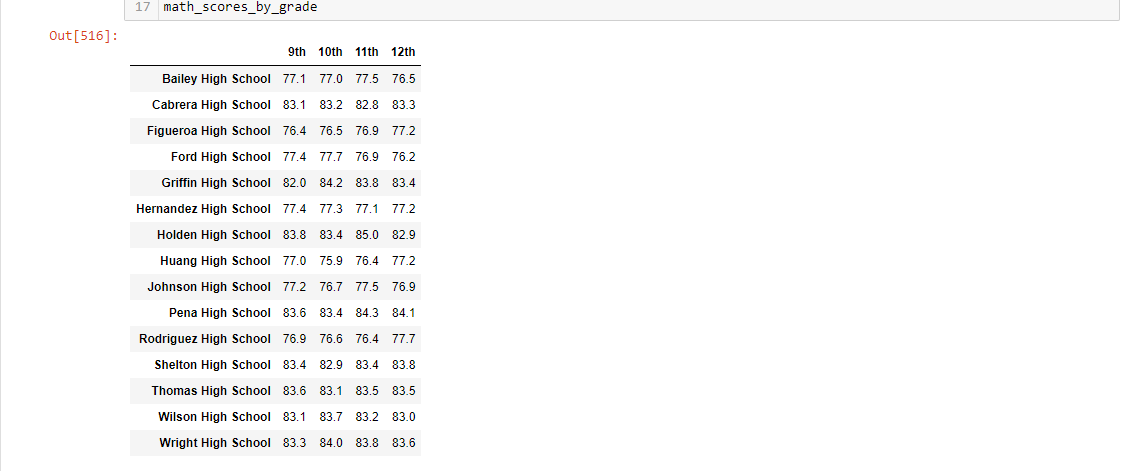 17 math_scores_by_grade
Out[516]:
9th 10th 11th 12th
Bailey High School 77.1 77.0 77.5 76.5
Cabrera High School 83.1 83.2 82.8 83.3
Figueroa High School 76.4 76.5 76.9 77.2
Ford High School 77.4 77.7 76.9 76.2
Griffin High School 82.0 84.2 83.8 83.4
Hernandez High School 77.4 77.3 77.1 77.2
Holden High School 83.8 83.4 85.0 82.9
Huang High School 77.0 75.9 76.4 77.2
Johnson High School 77.2 76.7 77.5 76.9
Pena High School 83.6 83.4 84.3 84.1
Rodriguez High School 76.9 76.6 76.4 77.7
Shelton High School 83.4 82.9 83.4 83.8
Thomas High School 83.6 83.1 83.5 83.5
Wilson High School 83.1 83.7 83.2 83.0
Wright High School 83.3 84.0 83.8 83.6